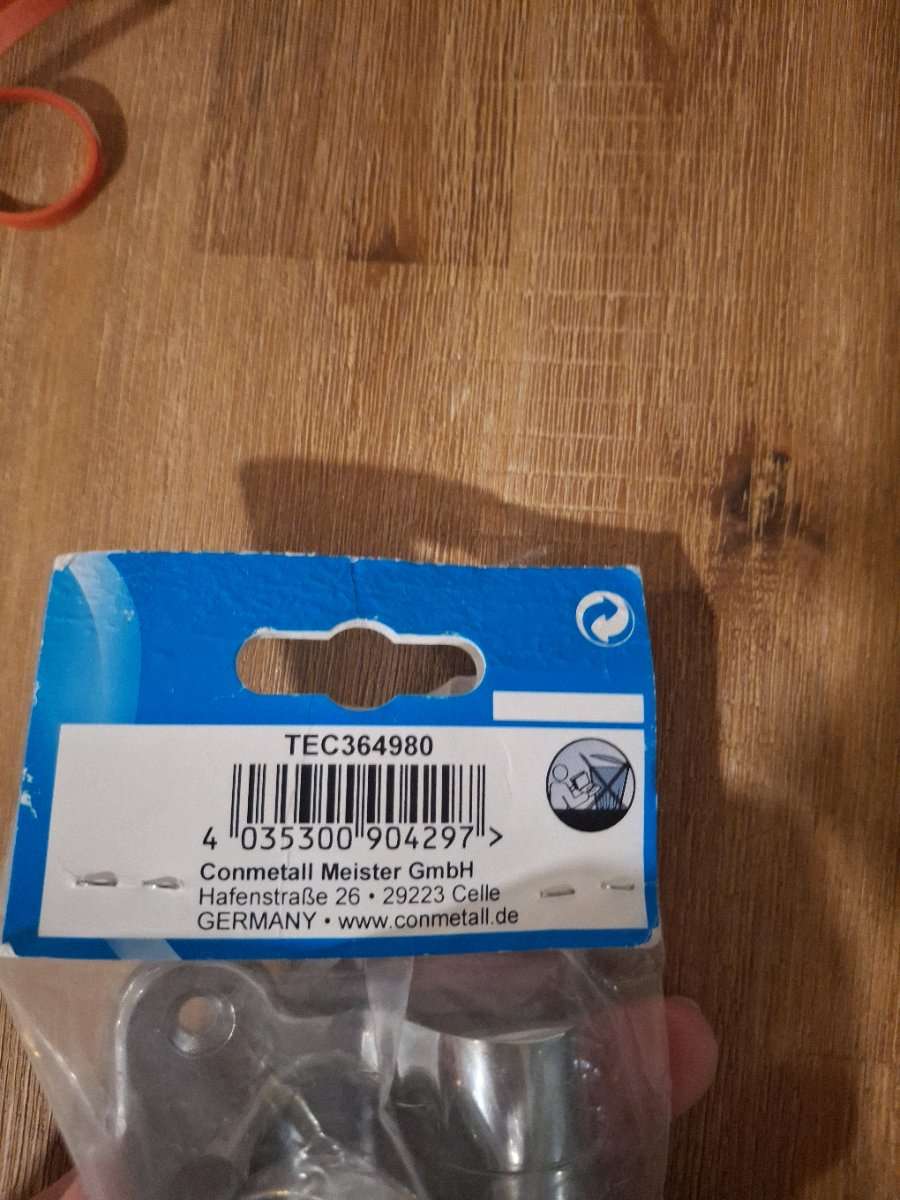 TEC364980
4 035300 904297 >
Conmetall Meister GmbH
Hafenstraße 26 • 29223 Celle
GERMANY • www.conmetall.de